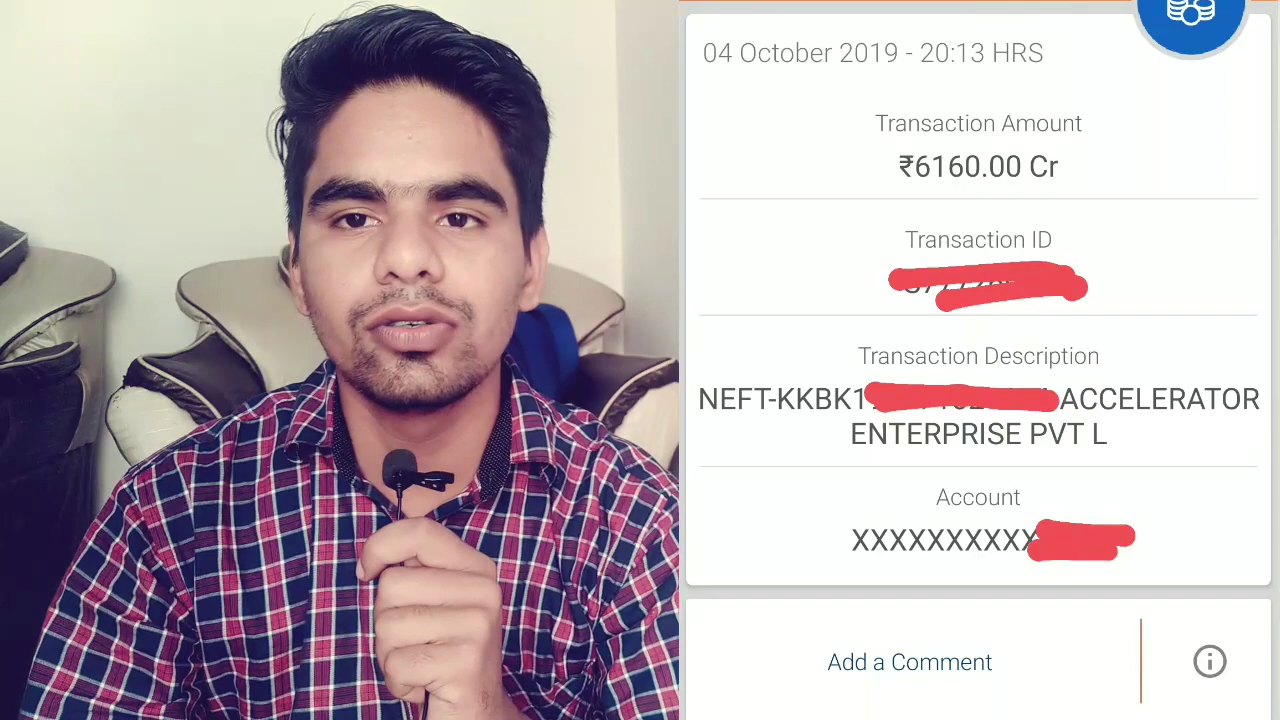 04 October 2019 - 20:13 HRS
Transaction Amount
₹6160.00 Cr
Transaction ID
Transaction Description
NEFT-KKBK1 ACCELERATOR
ENTERPRISE PVT L
Account
XXXXXXXXXX
Add a Comment